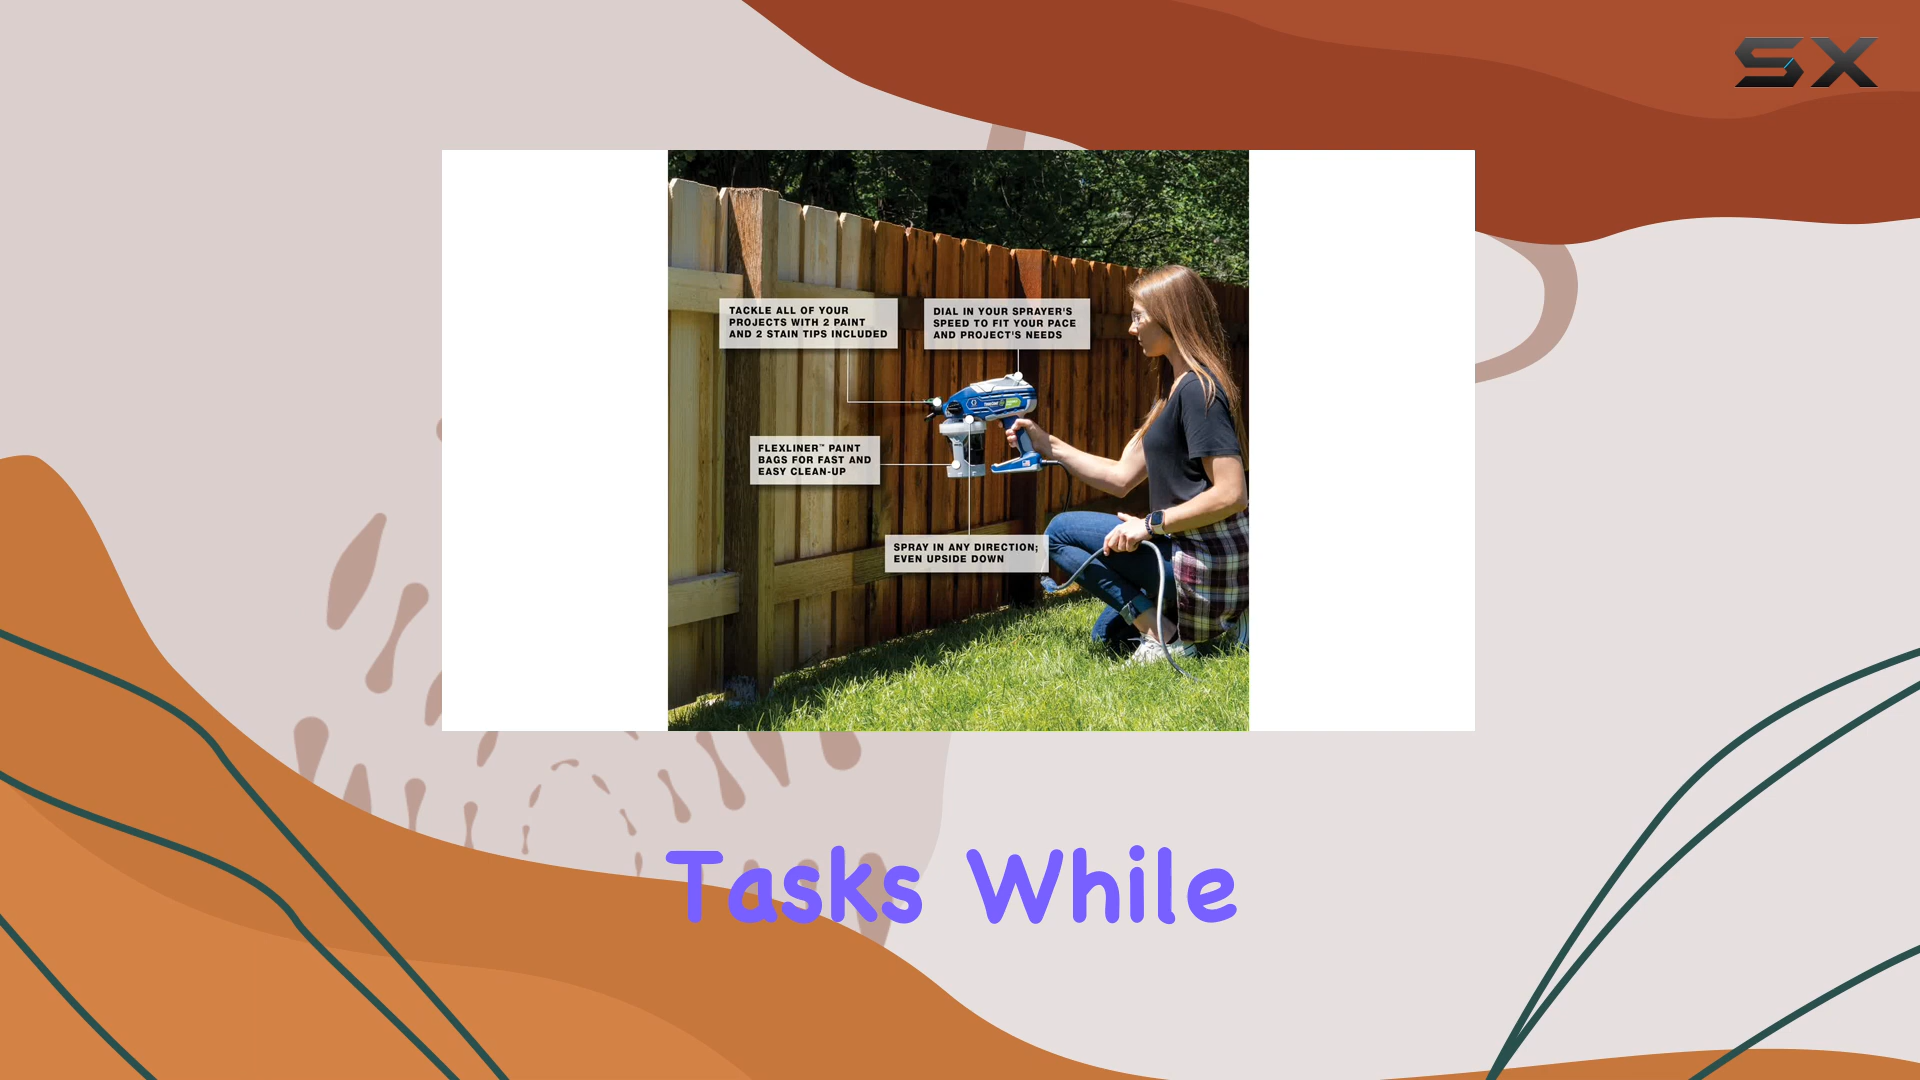 SX
TACKLE ALL OF YOUR
PROJECTS WITH 2 PAINT
AND 2 STAIN TIPS INCLUDED
DIAL IN YOUR SPRAYER'S
SPEED TO FIT YOUR PACE
AND PROJECT'S NEEDS
FLEXLINER™ PAINT
BAGS FOR FAST AND
EASY CLEAN-UP
SPRAY IN ANY DIRECTION;
EVEN UPSIDE DOWN
Tasks While